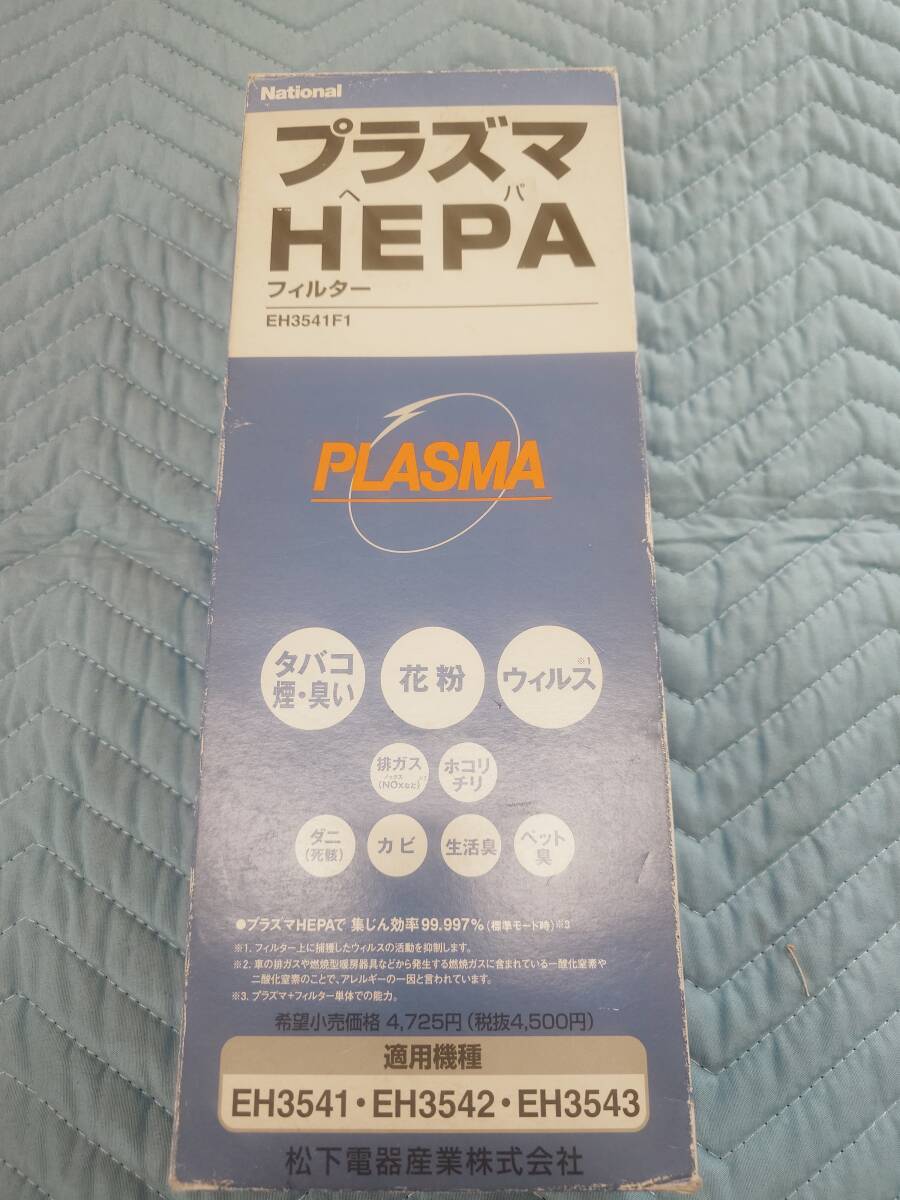 National
プラズマ
ヘパ
HEPA
フィルター
EH3541F1
PLASMA
タバコ
煙・臭い
花粉
ウィルス※1
排ガス
ノックス
(NOxなど)※2
ホコリ
チリ
ダニ
(死骸)
カビ
生活臭
ペット
臭
●プラズマHEPAで 集じん効率99.997%(標準モード時)※3
※1. フィルター上に捕獲したウィルスの活動を抑制します。
※2. 車の排ガスや燃焼型暖房器具などから発生する燃焼ガスに含まれている一酸化窒素や
二酸化窒素のことで、アレルギーの一因と言われています。
※3. プラズマ+フィルター単体での能力。
希望小売価格 4,725円(税抜4,500円)
適用機種
EH3541・EH3542・EH3543
松下電器産業株式会社